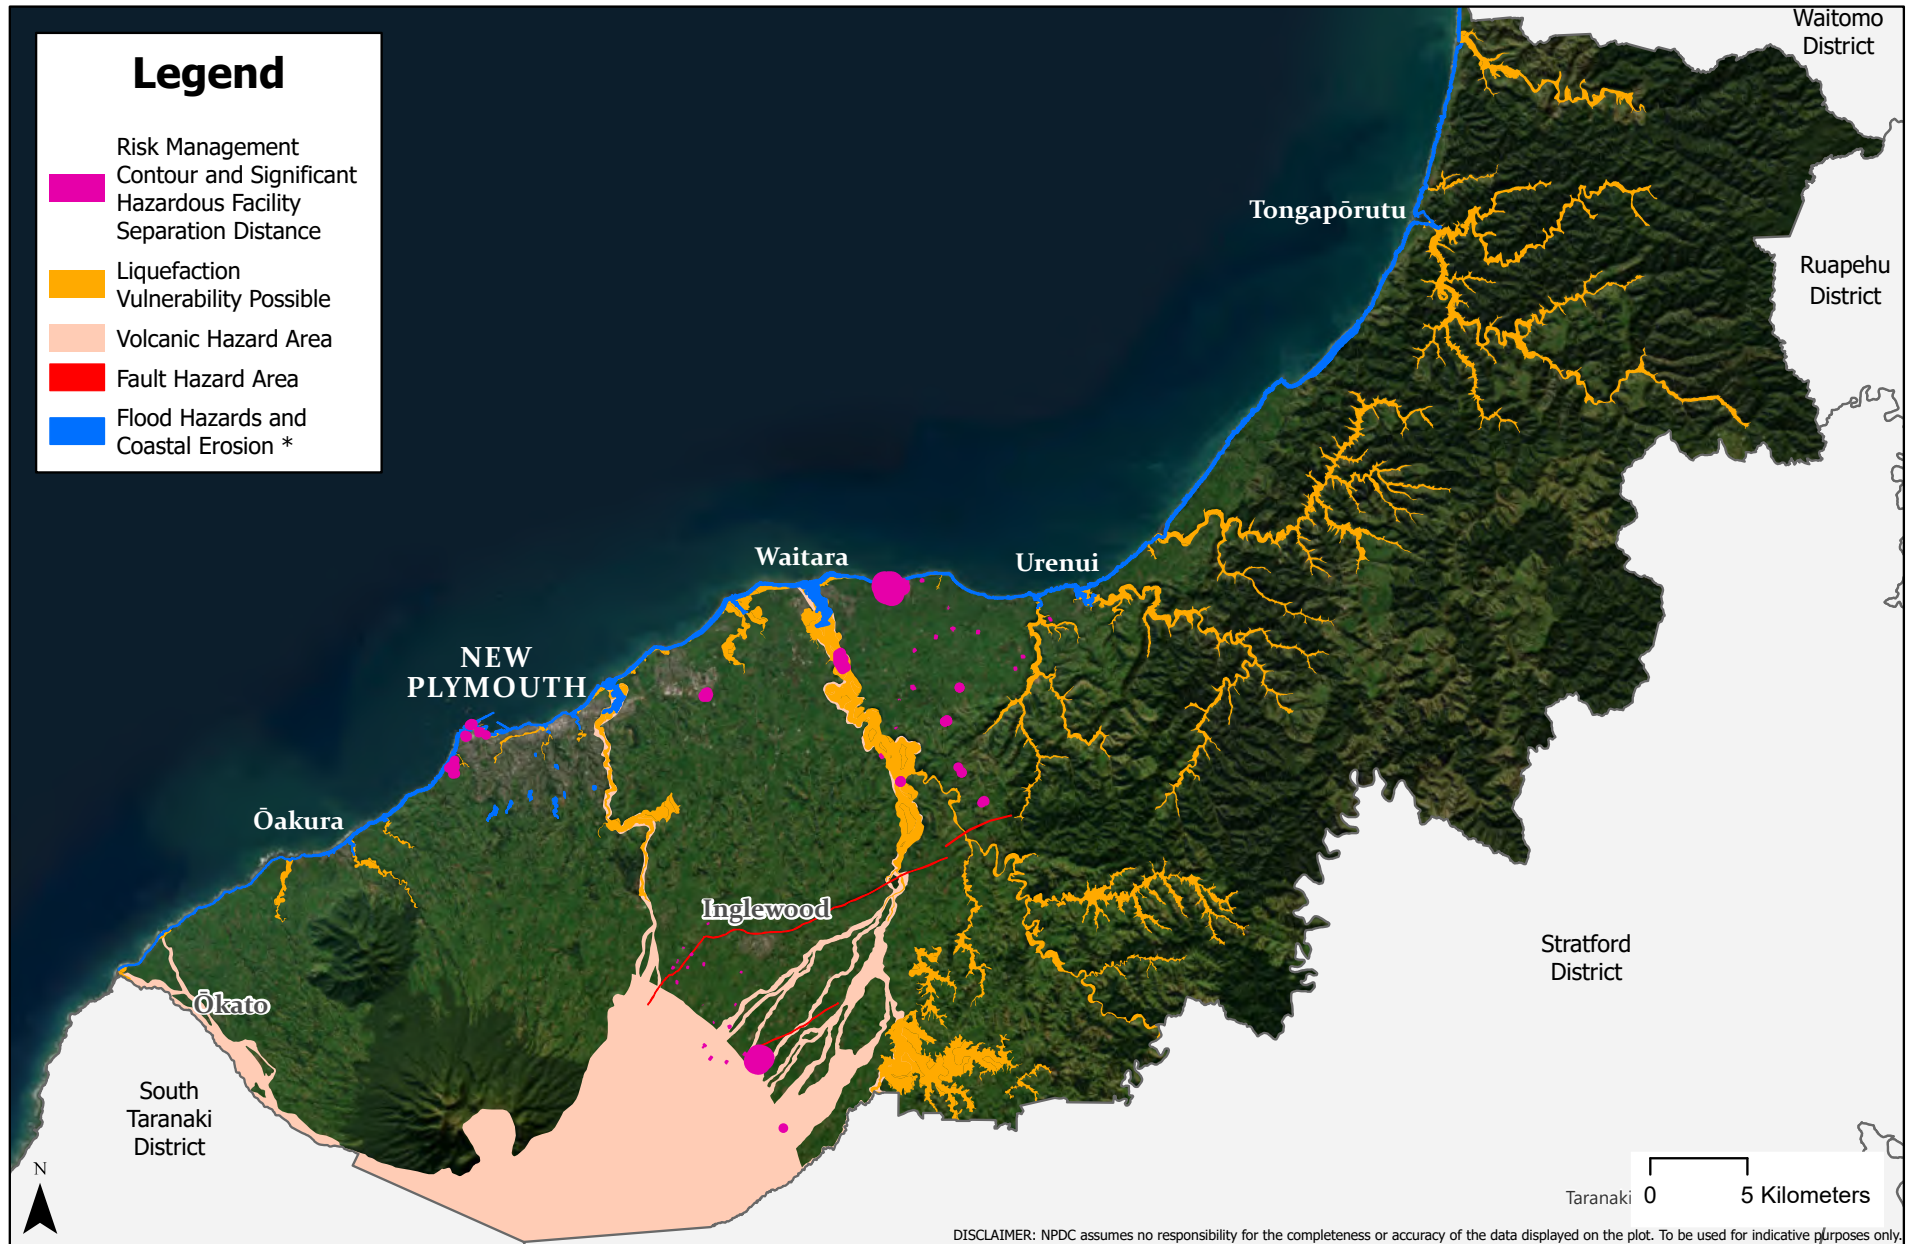 Legend
Risk Management
Contour and Significant
Hazardous Facility
Separation Distance
Liquefaction
Vulnerability Possible
Volcanic Hazard Area
Fault Hazard Area
Flood Hazards and
Coastal Erosion *
Waitomo
District
Tongapōrutu
Ruapehu
District
Waitara
Urenui
NEW
PLYMOUTH
Ōakura
Inglewood
Ōkato
Stratford
District
South
Taranaki
District
N
Taranaki
0 5 Kilometers
DISCLAIMER: NPDC assumes no responsibility for the completeness or accuracy of the data displayed on the plot. To be used for indicative purposes only.